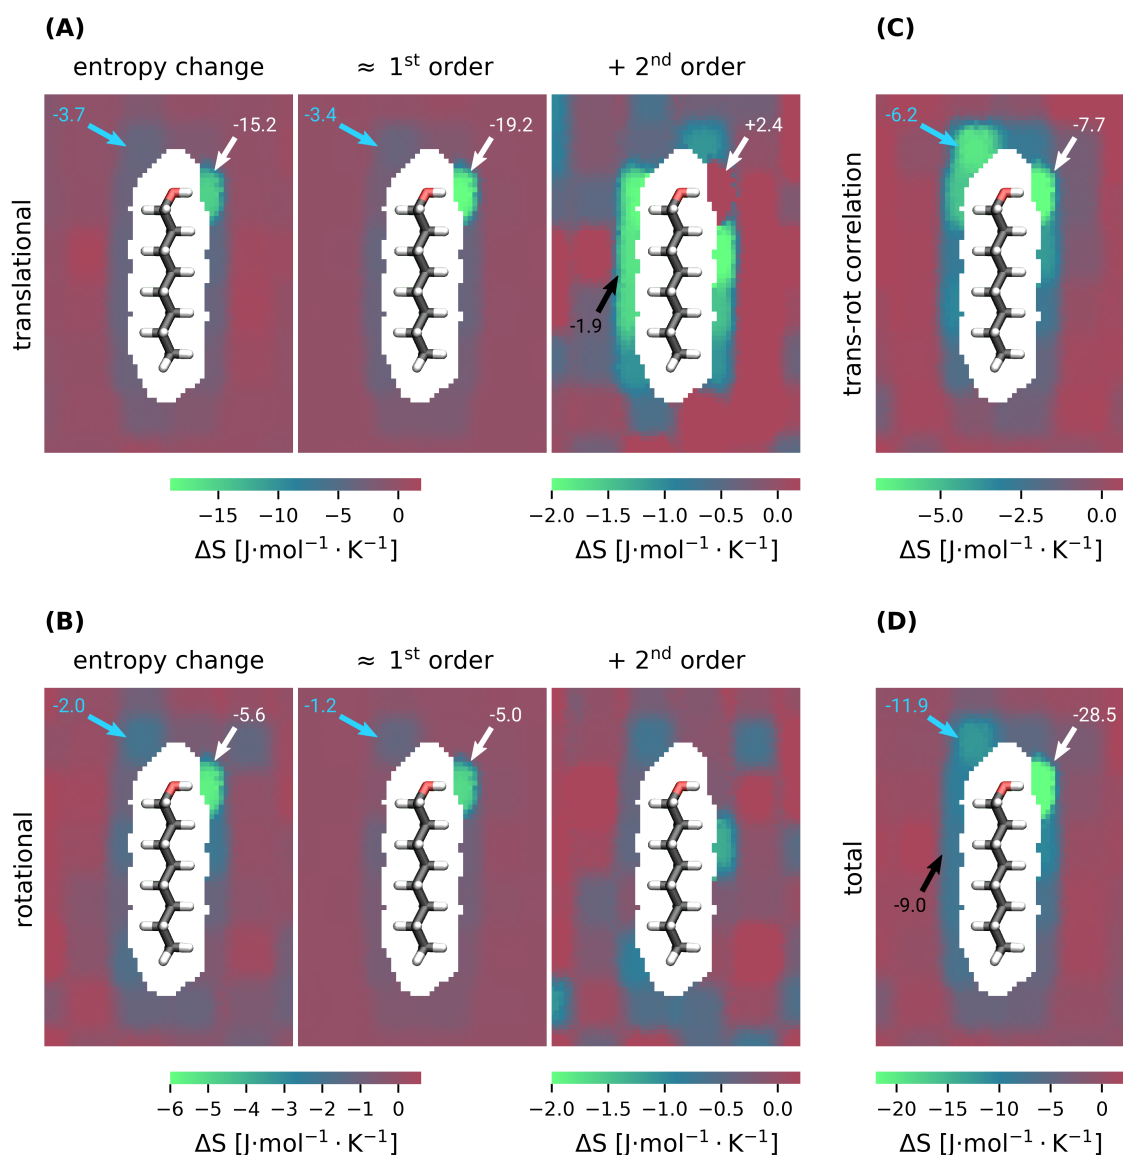 (A)
entropy change
≈ 1st order
+ 2nd order
translational
-3.7
-15.2
-3.4
-19.2
+2.4
-1.9
−15 −10 −5 0
ΔS [J·mol⁻¹ · K⁻¹]
−2.0 −1.5 −1.0 −0.5 0.0
ΔS [J·mol⁻¹ · K⁻¹]
(C)
trans-rot correlation
-6.2
-7.7
−5.0 −2.5 0.0
ΔS [J·mol⁻¹ · K⁻¹]
(B)
entropy change
≈ 1st order
+ 2nd order
rotational
-2.0
-5.6
-1.2
-5.0
−6 −5 −4 −3 −2 −1 0
ΔS [J·mol⁻¹ · K⁻¹]
−2.0 −1.5 −1.0 −0.5 0.0
ΔS [J·mol⁻¹ · K⁻¹]
(D)
total
-11.9
-28.5
-9.0
−20 −15 −10 −5 0
ΔS [J·mol⁻¹ · K⁻¹]